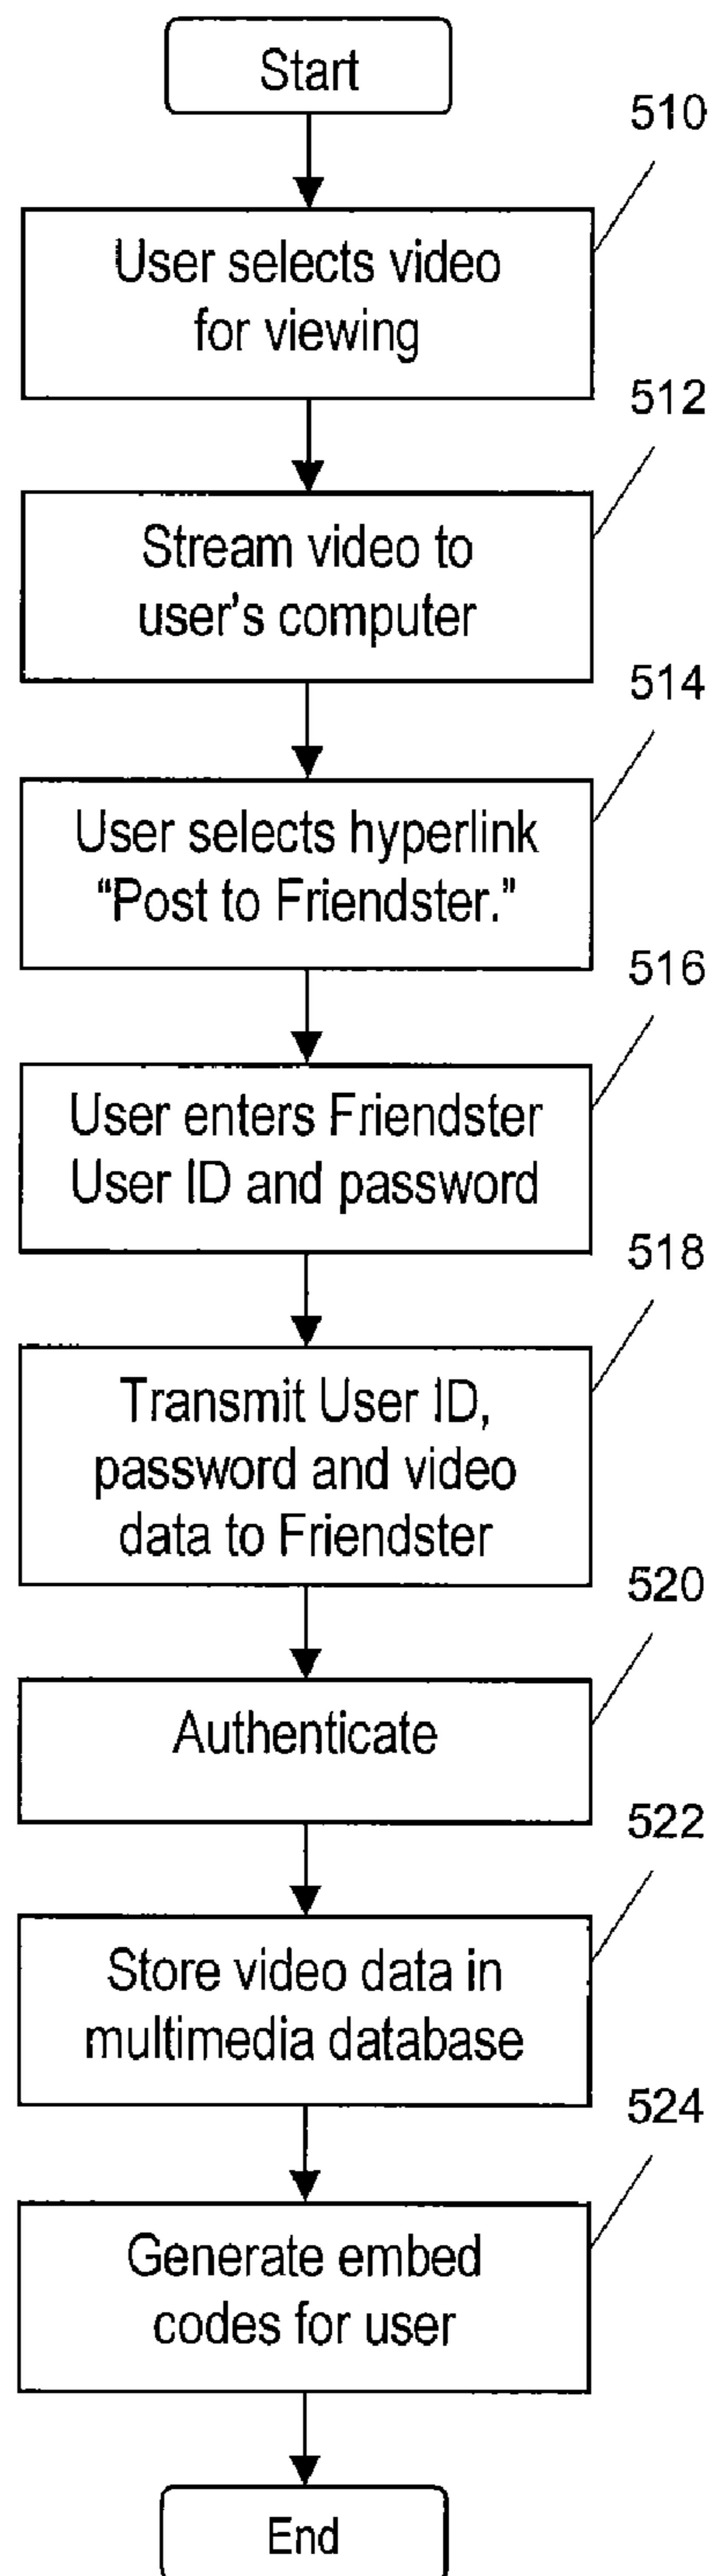 Start
510
User selects video
for viewing
512
Stream video to
user's computer
514
User selects hyperlink
“Post to Friendster.”
516
User enters Friendster
User ID and password
518
Transmit User ID,
password and video
data to Friendster
520
Authenticate
522
Store video data in
multimedia database
524
Generate embed
codes for user
End